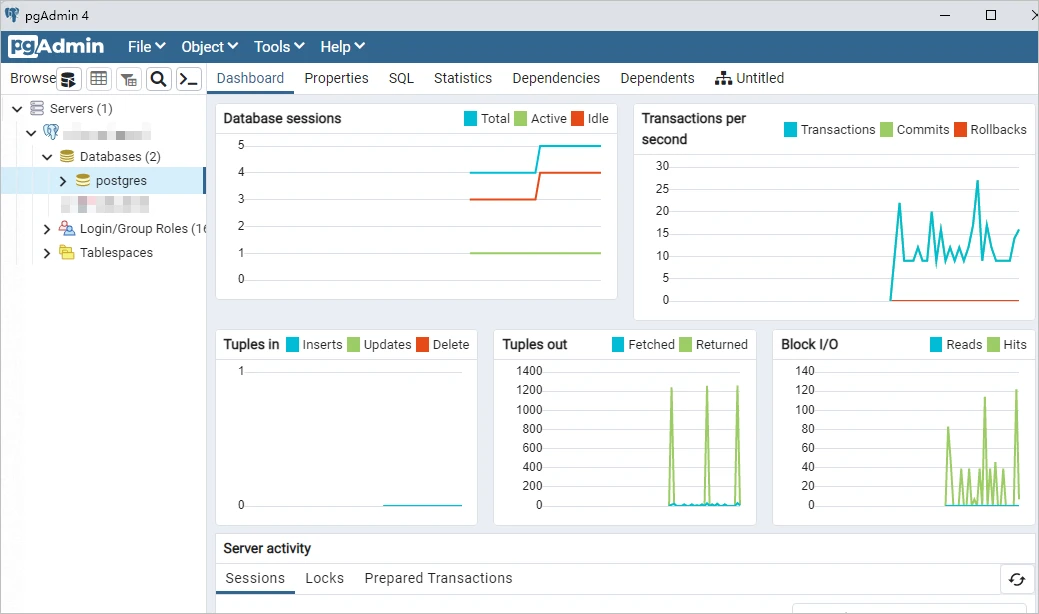 pgAdmin 4
pgAdmin File Object Tools Help
Browse
Dashboard Properties SQL Statistics Dependencies Dependents Untitled
Servers (1)
Databases (2)
postgres
Login/Group Roles (16
Tablespaces
Database sessions Total Active Idle
5
4
3
2
1
0
Transactions per second Transactions Commits Rollbacks
30
25
20
15
10
5
0
Tuples in Inserts Updates Delete
1
0
Tuples out Fetched Returned
1400
1200
1000
800
600
400
200
0
Block I/O Reads Hits
140
120
100
80
60
40
20
0
Server activity
Sessions Locks Prepared Transactions